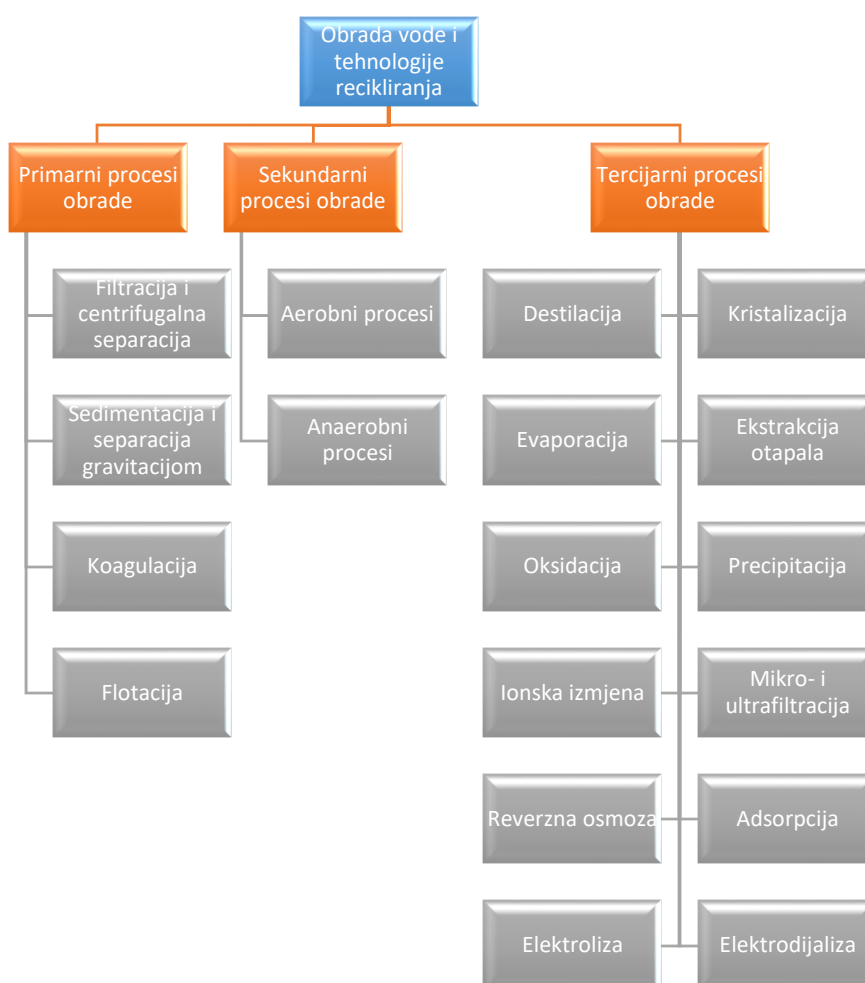 Obrada vode i
tehnologije
recikliranja
Primarni procesi
obrade
Sekundarni
procesi obrade
Tercijarni procesi
obrade
Filtracija i
centrifugalna
separacija
Sedimentacija i
separacija
gravitacijom
Koagulacija
Flotacija
Aerobni procesi
Anaerobni
procesi
Destilacija
Kristalizacija
Evaporacija
Ekstrakcija
otapala
Oksidacija
Precipitacija
Ionska izmjena
Mikro- i
ultrafiltracija
Reverzna osmoza
Adsorpcija
Elektroliza
Elektrodijaliza